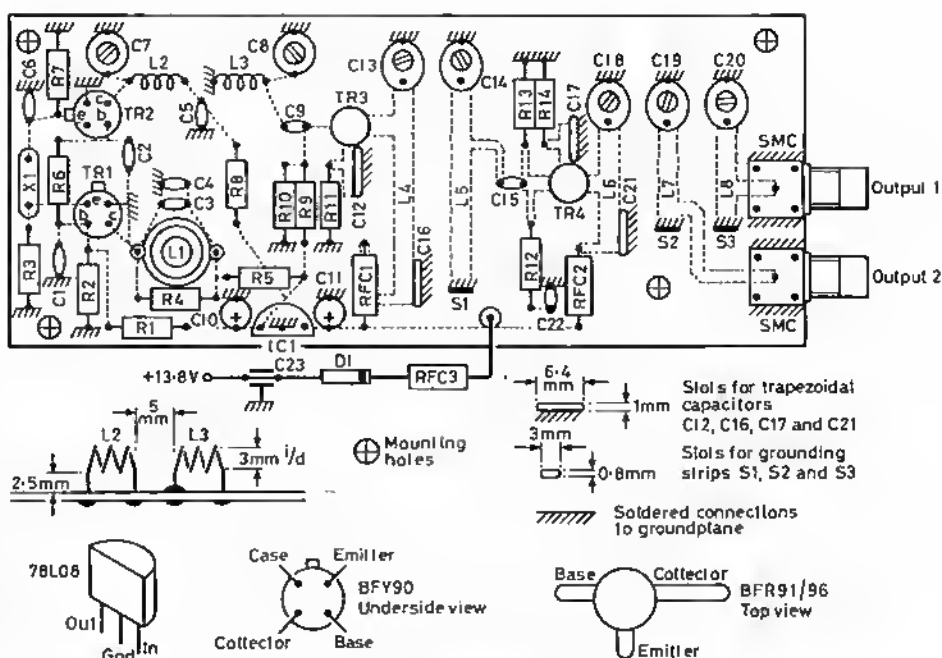 C6
R7
C7
L2
L3
C8
C13
C14
R13
R14
C17
C18
C19
C20
TR2
c
e
b
C5
C9
TR3
SMC
X1
R6
C2
C4
C3
R8
R10
R9
R11
C12
L4
L5
C15
TR4
L6
C21
L7
L8
Output 1
TR1
e
b
c
L1
C16
S2
S3
Output 2
R3
C1
R2
R4
R5
C11
RFC1
S1
R12
RFC2
R1
C10
IC1
C22
SMC
+13·8V
C23
D1
RFC3
6·4
mm
1mm
Slots for trapezoidal
capacitors
C12, C16, C17 and C21
5
mm
L2
L3
3mm i/d
2·5mm
Mounting
holes
3mm
0·8mm
Slots for grounding
strips S1, S2 and S3
Soldered connections
to groundplane
78L08
Out
Gnd
In
Case
Emitter
BFY90
Underside view
Collector
Base
Base
Collector
BFR91/96
Top view
Emitter